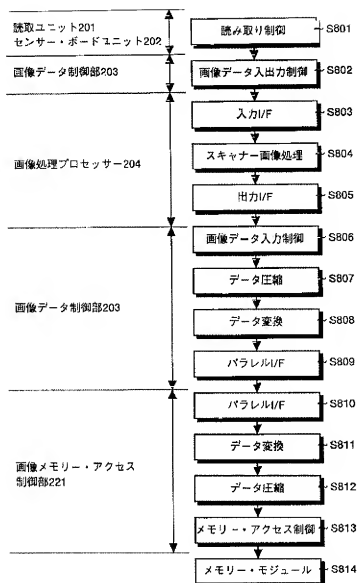 読取ユニット201
センサー・ボードユニット202
読み取り制御
S801
画像データ制御部203
画像データ入出力制御
S802
画像処理プロセッサー204
入力I/F
S803
スキャナー画像処理
S804
出力I/F
S805
画像データ制御部203
画像データ入力制御
S806
データ圧縮
S807
データ変換
S808
パラレルI/F
S809
画像メモリー・アクセス
制御部221
パラレルI/F
S810
データ変換
S811
データ圧縮
S812
メモリー・アクセス制御
S813
メモリー・モジュール
S814